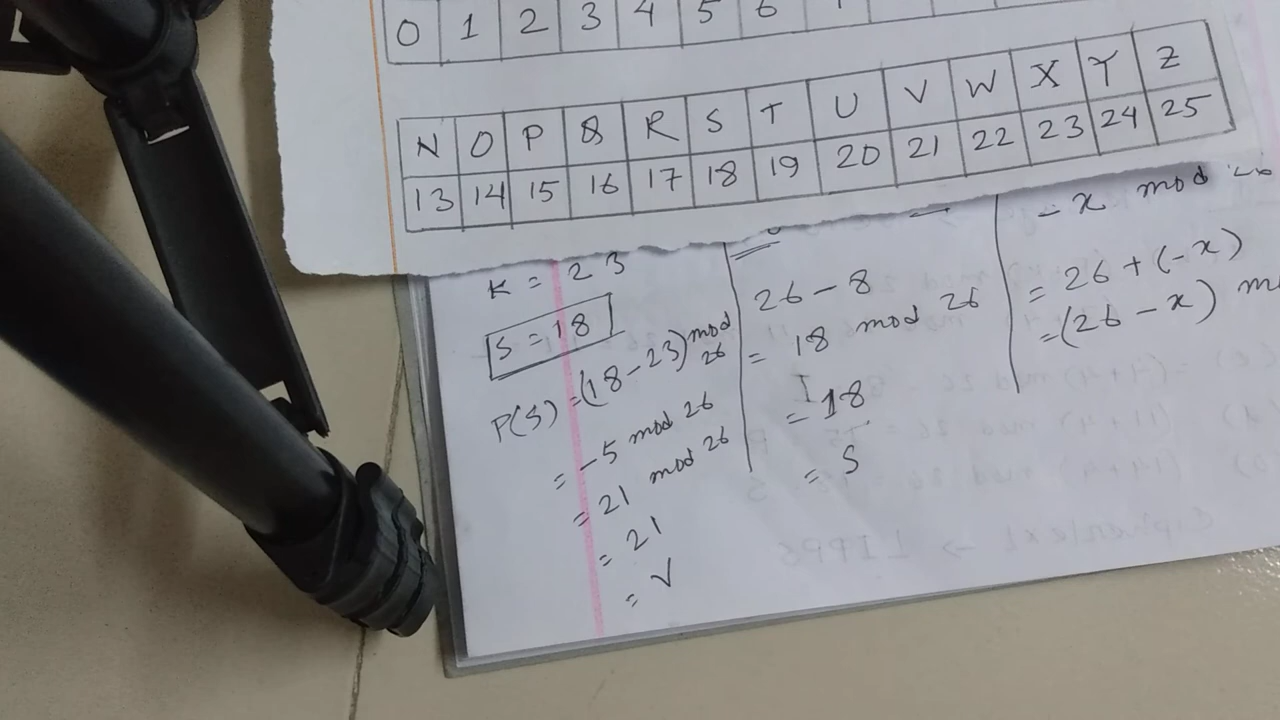 0 1 2 3 4 5 6
N O P Q R S T U V W X Y Z
13 14 15 16 17 18 19 20 21 22 23 24 25
K = 23
S = 18
P(S) = (18 - 23) mod 26
= -5 mod 26
= 21 mod 26
= 21
= V
26 - 8
= 18 mod 26
= 18
= S
- x mod 26
= 26 + (-x)
= (26 - x)